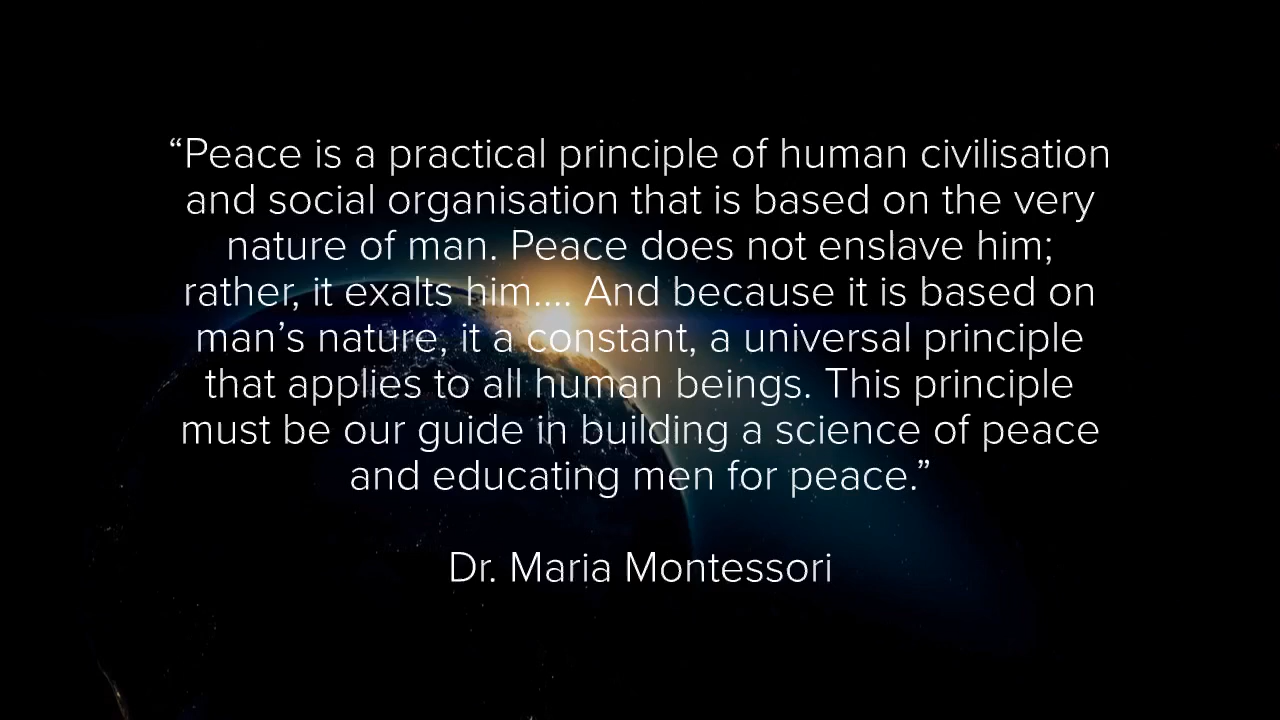 “Peace is a practical principle of human civilisation
and social organisation that is based on the very
nature of man. Peace does not enslave him;
rather, it exalts him.... And because it is based on
man’s nature, it a constant, a universal principle
that applies to all human beings. This principle
must be our guide in building a science of peace
and educating men for peace.”
Dr. Maria Montessori